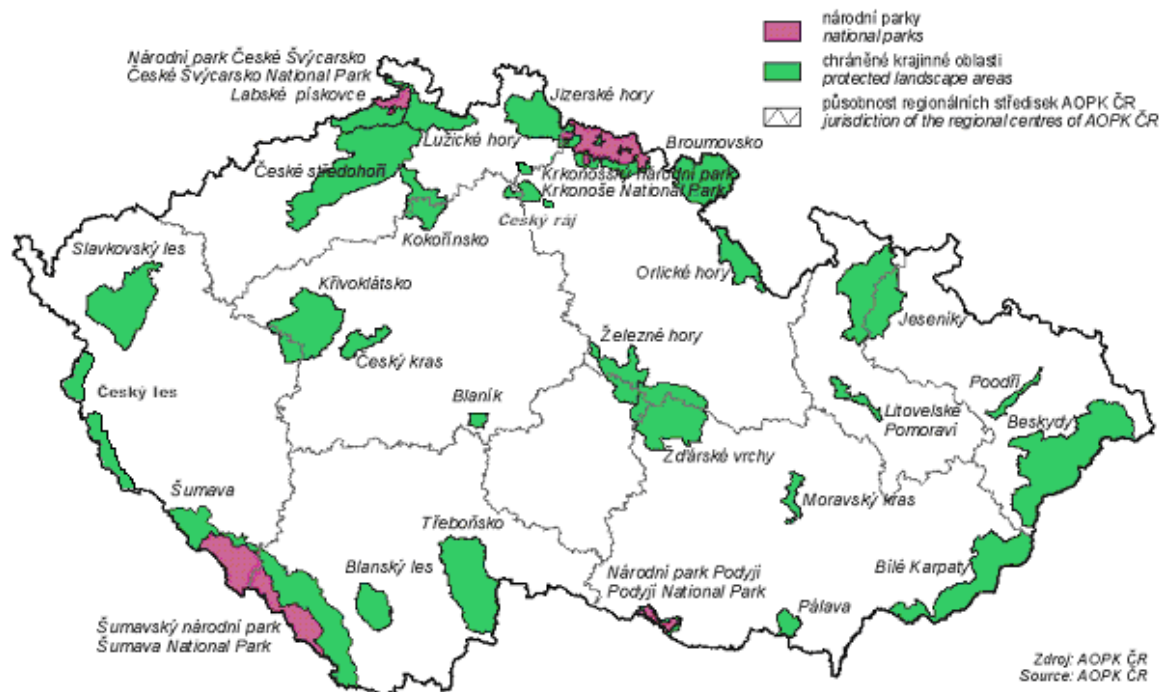 národní parky
national parks
chráněné krajinné oblasti
protected landscape areas
působnost regionálních středisek AOPK ČR
jurisdiction of the regional centres of AOPK ČR
Národní park České Švýcarsko
České Švýcarsko National Park
Labské pískovce
Jizerské hory
Lužické hory
Broumovsko
České středohoří
Krkonošský národní park
Krkonoše National Park
Český ráj
Kokořínsko
Slavkovský les
Orlické hory
Křivoklátsko
Jeseníky
Železné hory
Český kras
Český les
Blaník
Poodří
Litovelské
Pomoraví
Beskydy
Žďárské vrchy
Šumava
Moravský kras
Třeboňsko
Blanský les
Národní park Podyjí
Podyjí National Park
Bílé Karpaty
Pálava
Šumavský národní park
Šumava National Park
Zdroj: AOPK ČR
Source: AOPK ČR